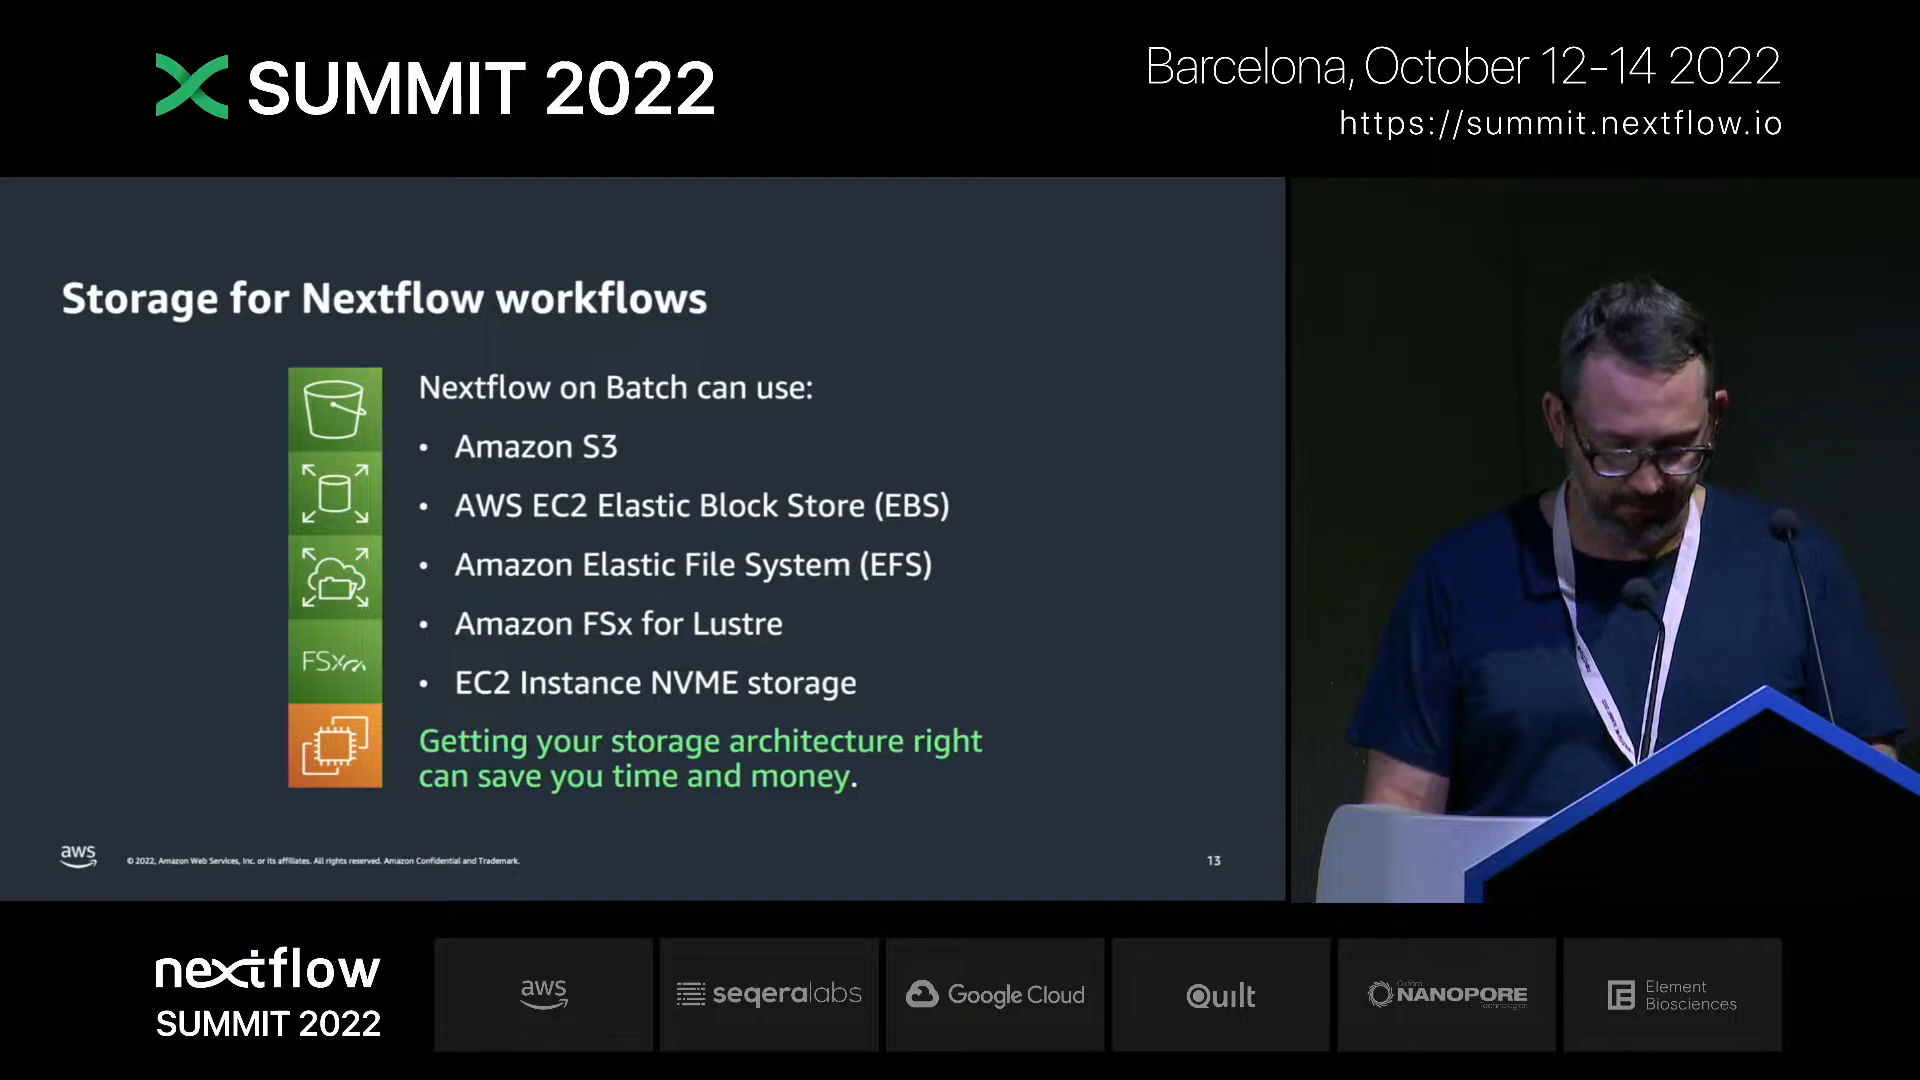 SUMMIT 2022
Barcelona, October 12-14 2022
https://summit.nextflow.io
Storage for Nextflow workflows
Nextflow on Batch can use:
• Amazon S3
• AWS EC2 Elastic Block Store (EBS)
• Amazon Elastic File System (EFS)
• Amazon FSx for Lustre
• EC2 Instance NVME storage
FSx
Getting your storage architecture right
can save you time and money.
aws
© 2022, Amazon Web Services, Inc. or its affiliates. All rights reserved. Amazon Confidential and Trademark.
13
nextflow
SUMMIT 2022
aws
seqeralabs
Google Cloud
Quilt
Oxford
NANOPORE
Technologies
Element
Biosciences